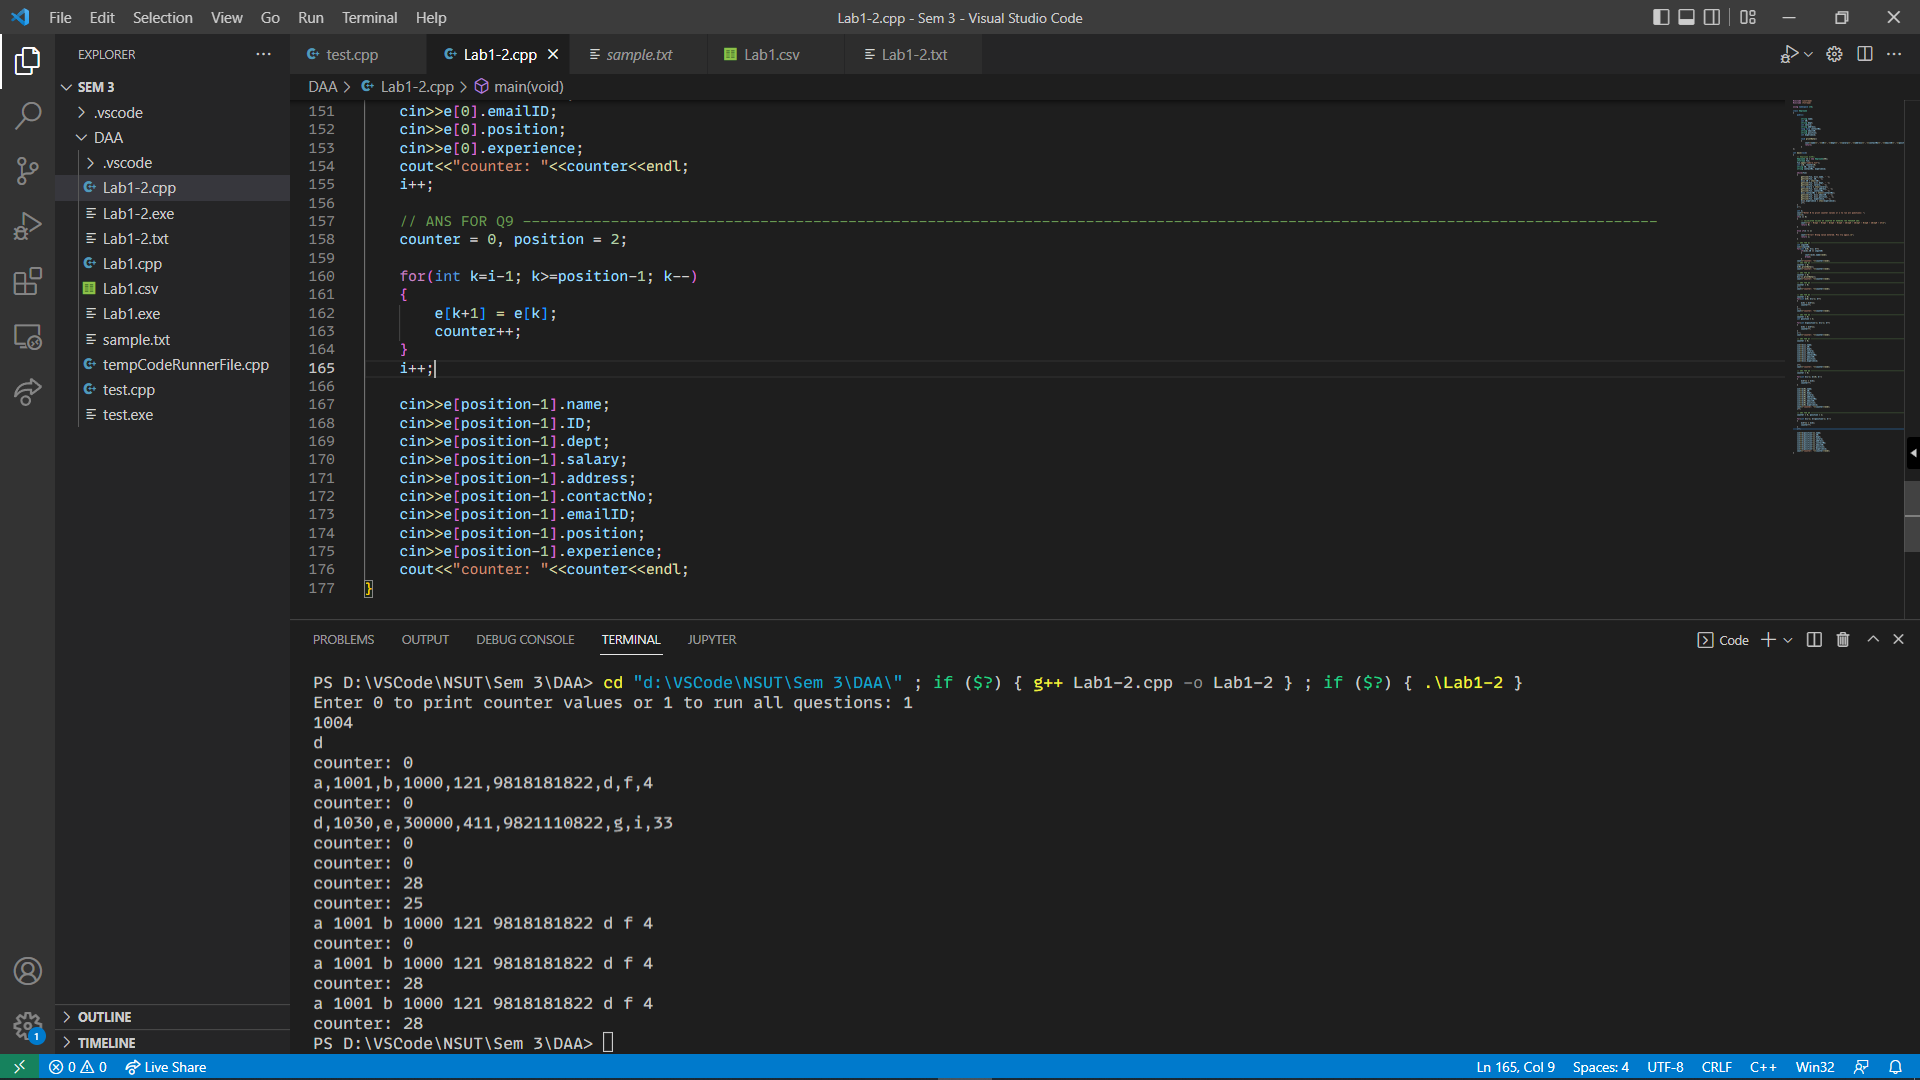 File Edit Selection View Go Run Terminal Help
Lab1-2.cpp - Sem 3 - Visual Studio Code
EXPLORER
SEM 3
.vscode
DAA
.vscode
Lab1-2.cpp
Lab1-2.exe
Lab1-2.txt
Lab1.cpp
Lab1.csv
Lab1.exe
sample.txt
tempCodeRunnerFile.cpp
test.cpp
test.exe
OUTLINE
TIMELINE
test.cpp Lab1-2.cpp sample.txt Lab1.csv Lab1-2.txt
DAA > Lab1-2.cpp > main(void)
151 cin>>e[0].emailID;
152 cin>>e[0].position;
153 cin>>e[0].experience;
154 cout<<"counter: "<<counter<<endl;
155 i++;
156
157 // ANS FOR Q9 ---------------------------------------------------------------------------------------------------------------------------------
158 counter = 0, position = 2;
159
160 for(int k=i-1; k>=position-1; k--)
161 {
162 e[k+1] = e[k];
163 counter++;
164 }
165 i++;
166
167 cin>>e[position-1].name;
168 cin>>e[position-1].ID;
169 cin>>e[position-1].dept;
170 cin>>e[position-1].salary;
171 cin>>e[position-1].address;
172 cin>>e[position-1].contactNo;
173 cin>>e[position-1].emailID;
174 cin>>e[position-1].position;
175 cin>>e[position-1].experience;
176 cout<<"counter: "<<counter<<endl;
177 }
PROBLEMS OUTPUT DEBUG CONSOLE TERMINAL JUPYTER
Code
PS D:\VSCode\NSUT\Sem 3\DAA> cd "d:\VSCode\NSUT\Sem 3\DAA\" ; if ($?) { g++ Lab1-2.cpp -o Lab1-2 } ; if ($?) { .\Lab1-2 }
Enter 0 to print counter values or 1 to run all questions: 1
1004
d
counter: 0
a,1001,b,1000,121,9818181822,d,f,4
counter: 0
d,1030,e,30000,411,9821110822,g,i,33
counter: 0
counter: 0
counter: 28
counter: 25
a 1001 b 1000 121 9818181822 d f 4
counter: 0
a 1001 b 1000 121 9818181822 d f 4
counter: 28
a 1001 b 1000 121 9818181822 d f 4
counter: 28
PS D:\VSCode\NSUT\Sem 3\DAA>
1
0 0 Live Share
Ln 165, Col 9 Spaces: 4 UTF-8 CRLF C++ Win32